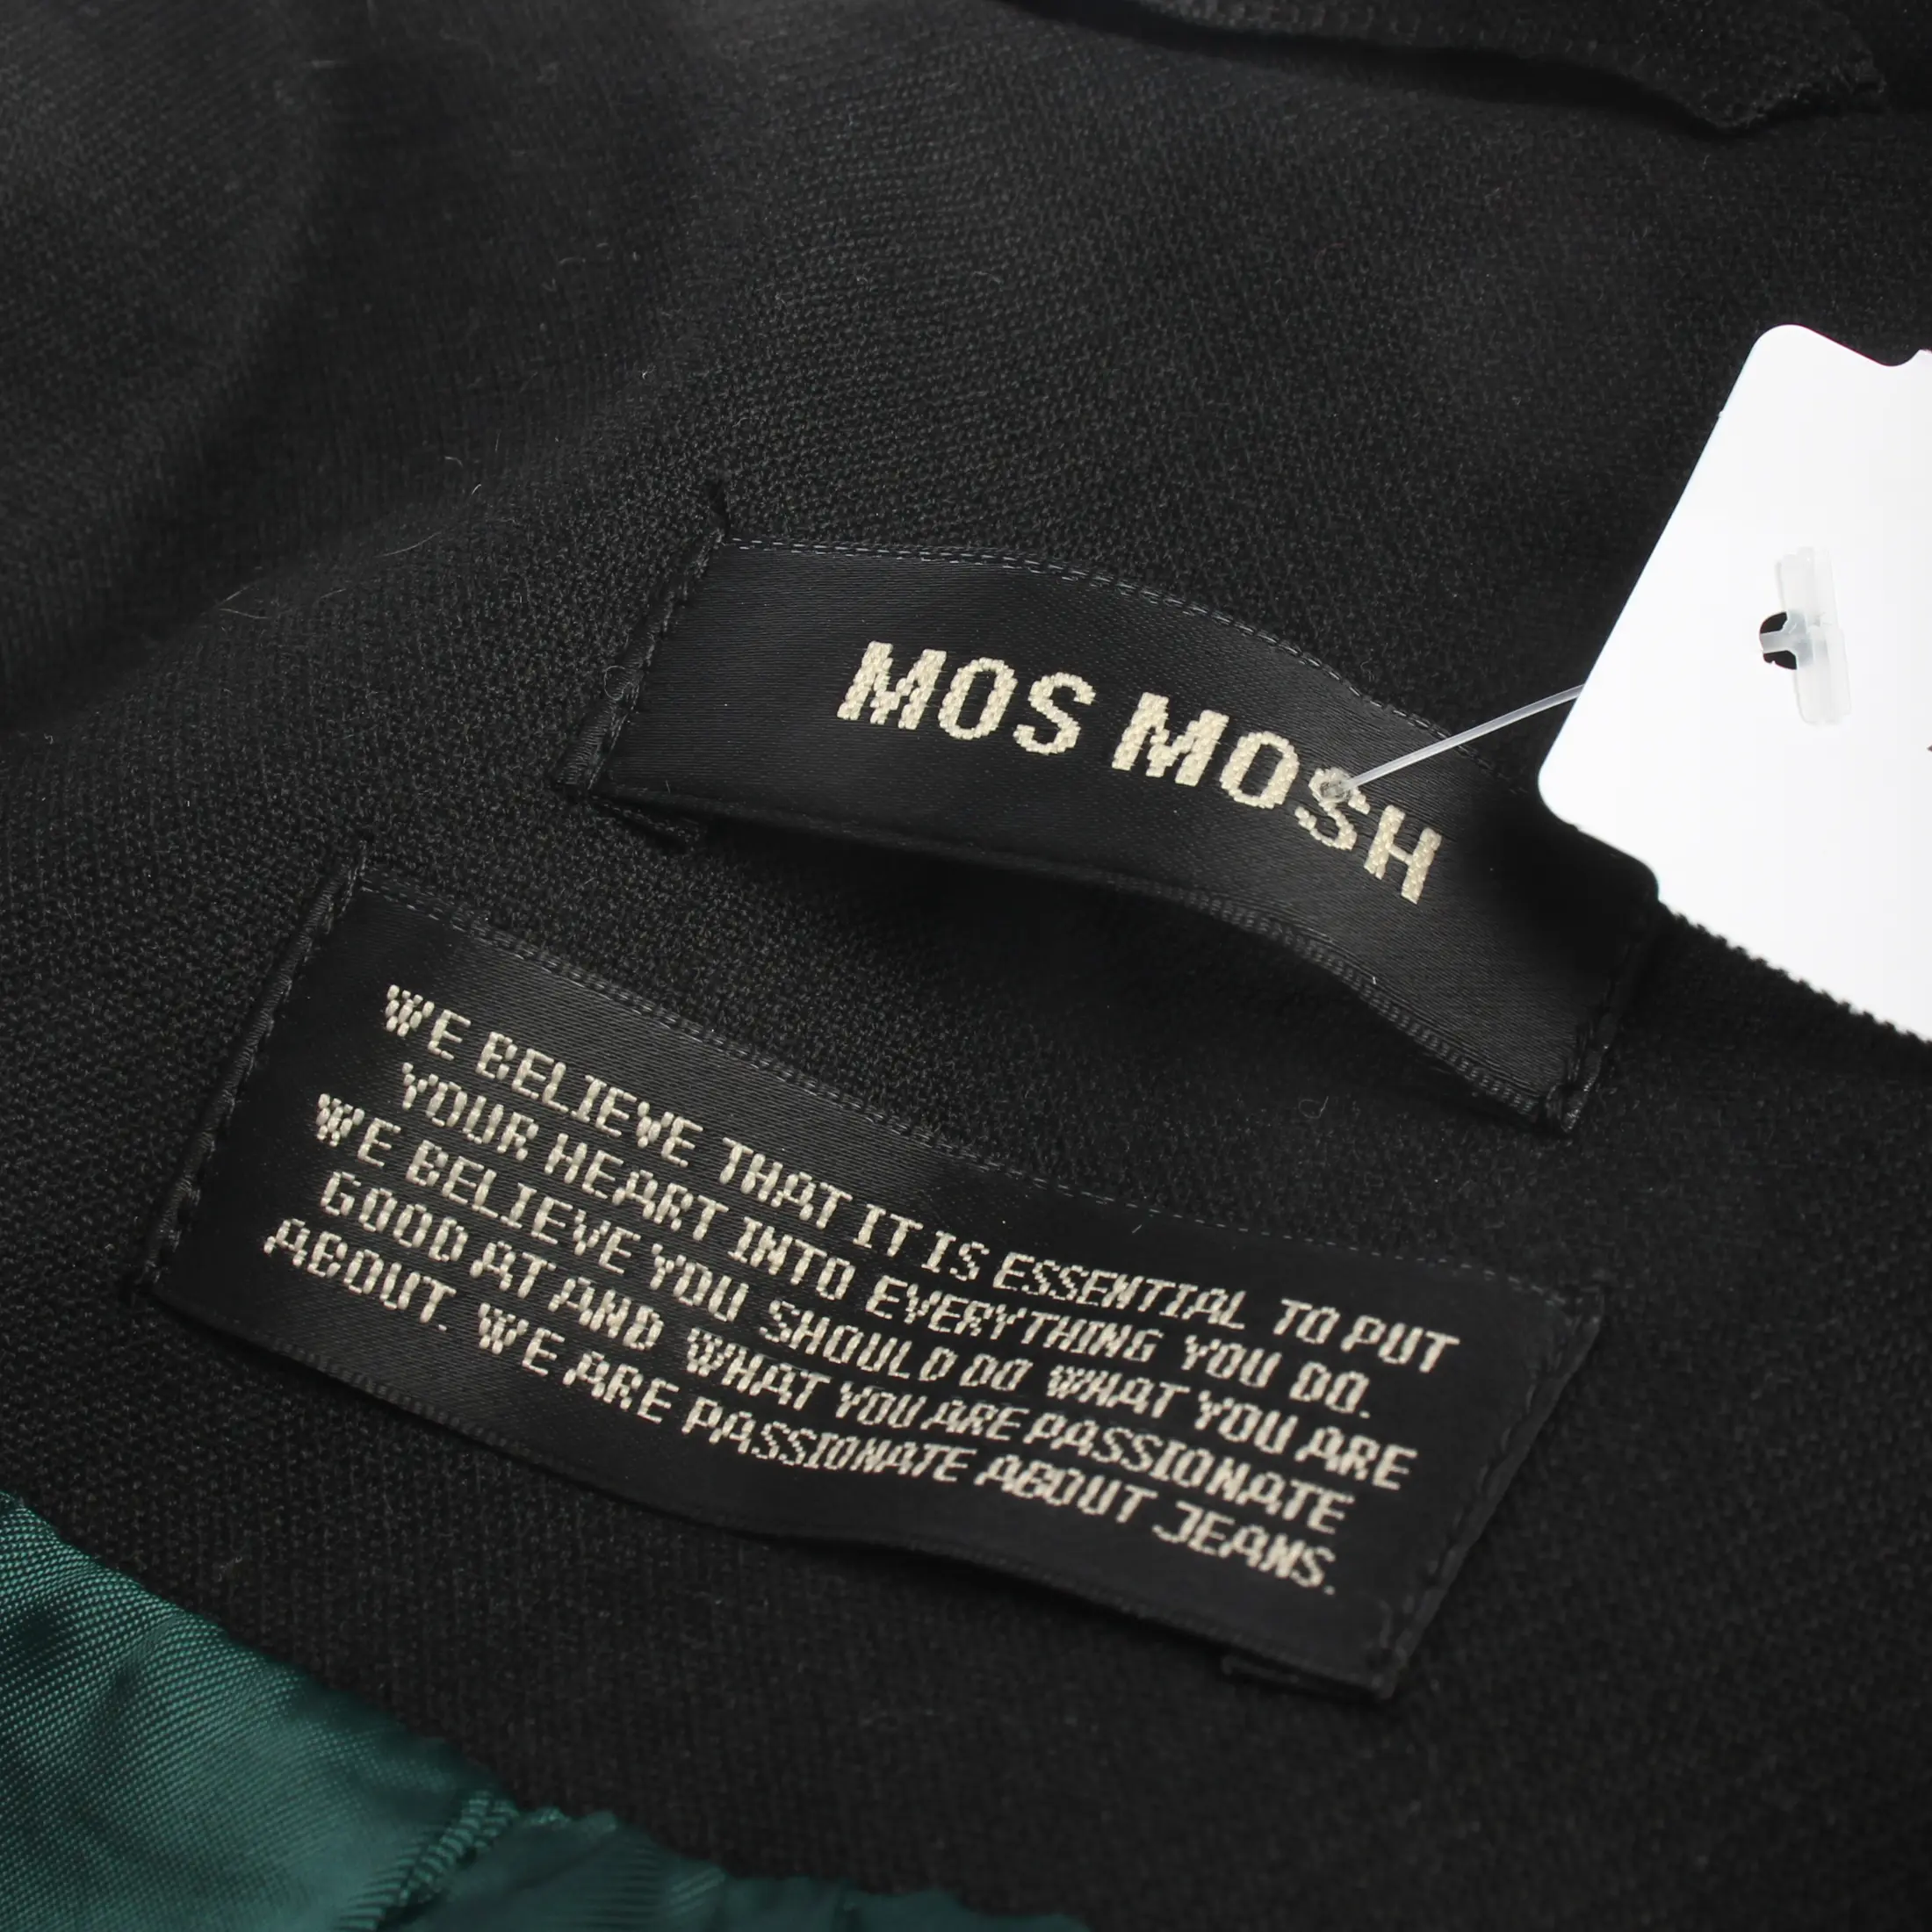 MOS MOSH
WE BELIEVE THAT IT IS ESSENTIAL TO PUT
YOUR HEART INTO EVERYTHING YOU DO.
WE BELIEVE YOU SHOULD DO WHAT YOU ARE
GOOD AT AND WHAT YOU ARE PASSIONATE
ABOUT. WE ARE PASSIONATE ABOUT JEANS.